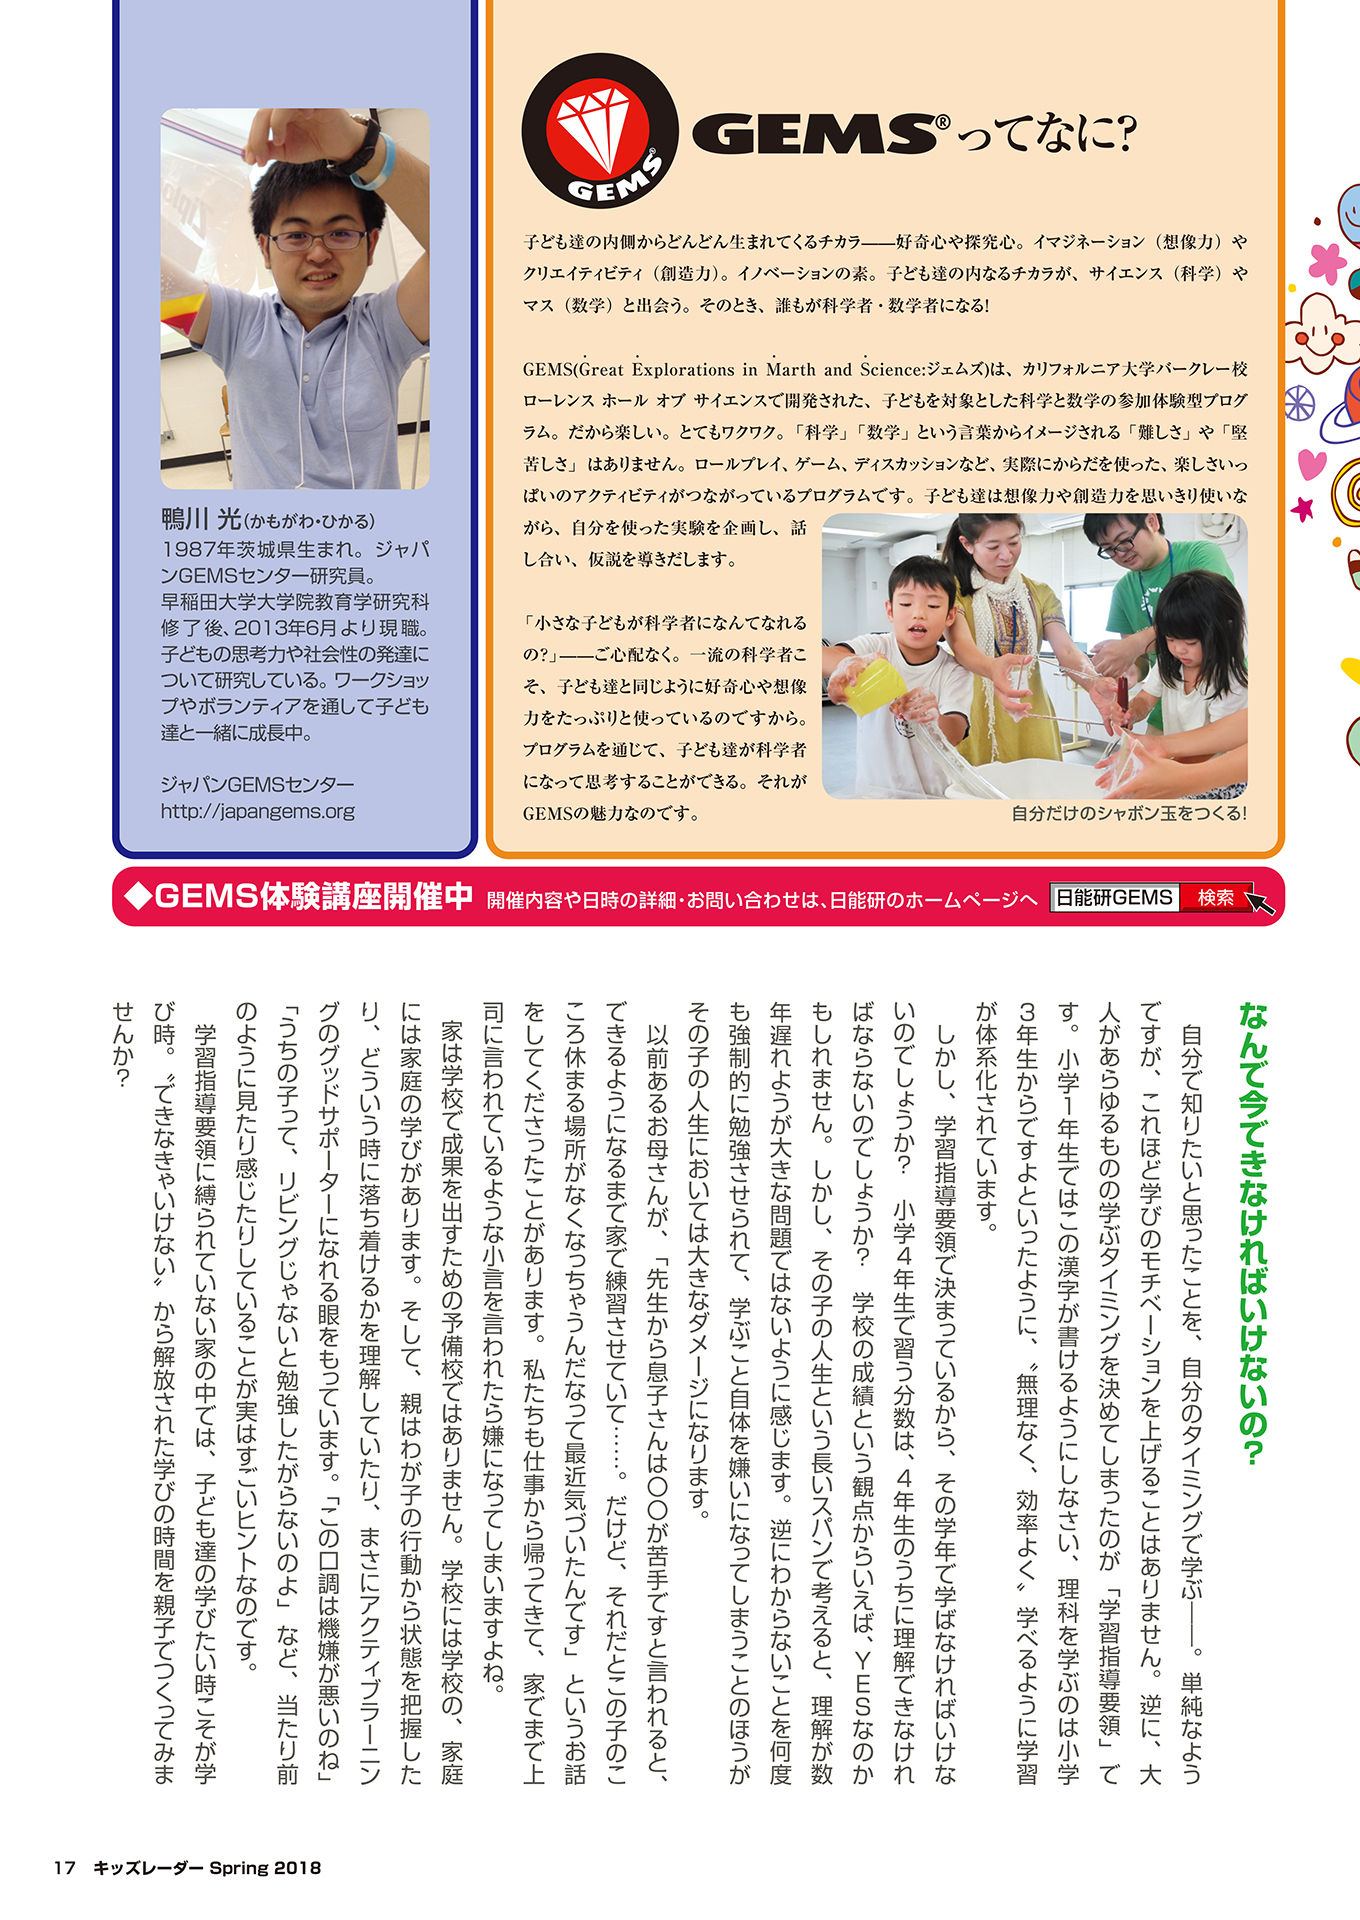 GEMS
GEMS®ってなに?
子ども達の内側からどんどん生まれてくるチカラ——好奇心や探究心。イマジネーション（想像力）や
クリエイティビティ（創造力）。イノベーションの素。子ども達の内なるチカラが、サイエンス（科学）や
マス（数学）と出会う。そのとき、誰もが科学者・数学者になる!
GEMS(Great Explorations in Marth and Science:ジェムズ)は、カリフォルニア大学バークレー校
ローレンス ホール オブ サイエンスで開発された、子どもを対象とした科学と数学の参加体験型プログ
ラム。だから楽しい。とてもワクワク。「科学」「数学」という言葉からイメージされる「難しさ」や「堅
苦しさ」はありません。ロールプレイ、ゲーム、ディスカッションなど、実際にからだを使った、楽しさいっ
ぱいのアクティビティがつながっているプログラムです。子ども達は想像力や創造力を思いきり使いな
がら、自分を使った実験を企画し、話
し合い、仮説を導きだします。
「小さな子どもが科学者になんてなれる
の?」——ご心配なく。一流の科学者こ
そ、子ども達と同じように好奇心や想像
力をたっぷりと使っているのですから。
プログラムを通じて、子ども達が科学者
になって思考することができる。それが
GEMSの魅力なのです。
自分だけのシャボン玉をつくる!
鴨川 光(かもがわ・ひかる)
1987年茨城県生まれ。ジャパ
ンGEMSセンター研究員。
早稲田大学大学院教育学研究科
修了後、2013年6月より現職。
子どもの思考力や社会性の発達に
ついて研究している。ワークショッ
プやボランティアを通して子ども
達と一緒に成長中。
ジャパンGEMSセンター
http://japangems.org
◆GEMS体験講座開催中 開催内容や日時の詳細・お問い合わせは、日能研のホームページへ 日能研GEMS 検索
なんで今できなければいけないの?
自分で知りたいと思ったことを、自分のタイミングで学ぶ——。単純なよう
ですが、これほど学びのモチベーションを上げることはありません。逆に、大
人があらゆるものの学ぶタイミングを決めてしまったのが「学習指導要領」で
す。小学1年生ではこの漢字が書けるようにしなさい、理科を学ぶのは小学
3年生からですよといったように、〝無理なく、効率よく〟学べるように学習
が体系化されています。
しかし、学習指導要領で決まっているから、その学年で学ばなければいけな
いのでしょうか? 小学4年生で習う分数は、4年生のうちに理解できなけれ
ばならないのでしょうか? 学校の成績という観点からいえば、YESなのか
もしれません。しかし、その子の人生という長いスパンで考えると、理解が数
年遅れようが大きな問題ではないように感じます。逆にわからないことを何度
も強制的に勉強させられて、学ぶこと自体を嫌いになってしまうことのほうが
その子の人生においては大きなダメージになります。
以前あるお母さんが、「先生から息子さんは〇〇が苦手ですと言われると、
できるようになるまで家で練習させていて……。だけど、それだとこの子のこ
ころ休まる場所がなくなっちゃうんだなって最近気づいたんです」というお話
をしてくださったことがあります。私たちも仕事から帰ってきて、家でまで上
司に言われているような小言を言われたら嫌になってしまいますよね。
家は学校で成果を出すための予備校ではありません。学校には学校の、家庭
には家庭の学びがあります。そして、親はわが子の行動から状態を把握した
り、どういう時に落ち着けるかを理解していたり、まさにアクティブラーニン
グのグッドサポーターになれる眼をもっています。「この口調は機嫌が悪いのね」
「うちの子って、リビングじゃないと勉強したがらないのよ」など、当たり前
のように見たり感じたりしていることが実はすごいヒントなのです。
学習指導要領に縛られていない家の中では、子ども達の学びたい時こそが学
び時。〝できなきゃいけない〟から解放された学びの時間を親子でつくってみま
せんか?
17 キッズレーダー Spring 2018